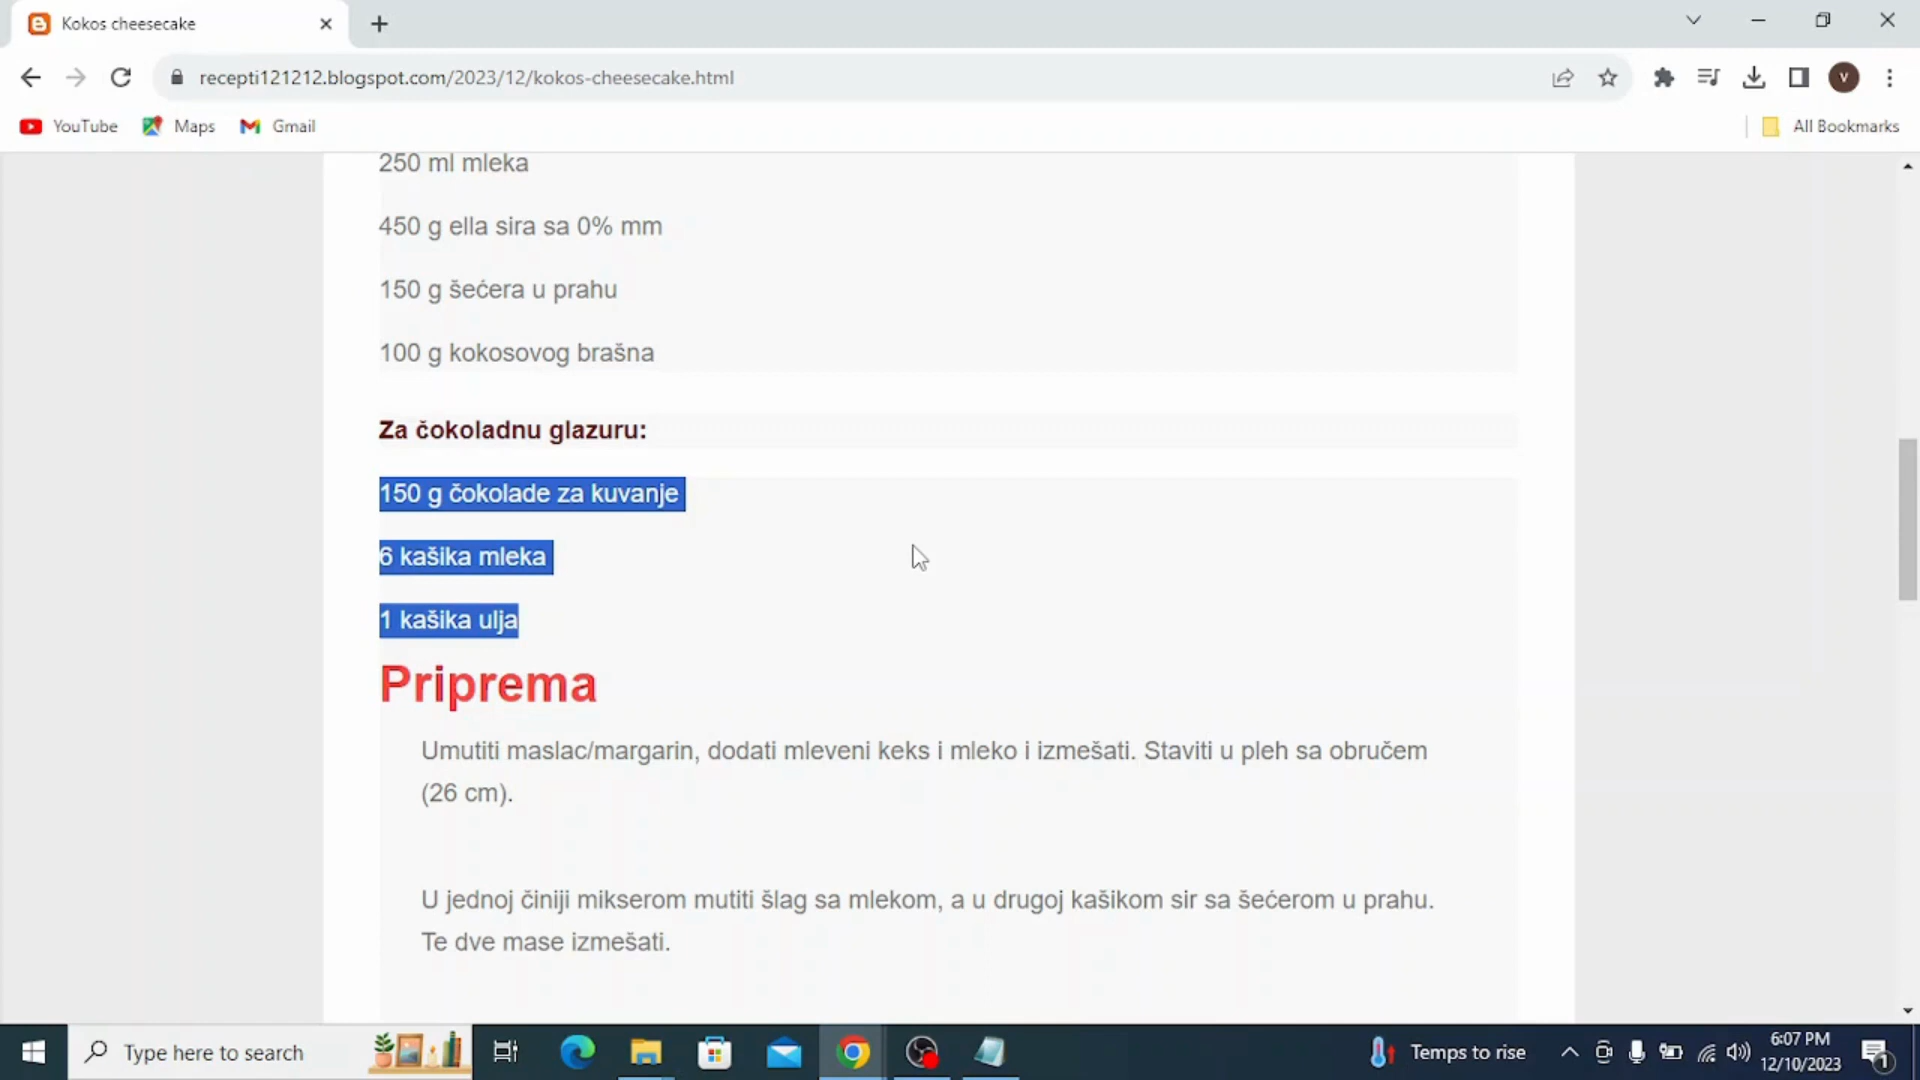 Kokos cheesecake
recepti121212.blogspot.com/2023/12/kokos-cheesecake.html
V
YouTube
Maps
Gmail
All Bookmarks
250 ml mleka
450 g ella sira sa 0% mm
150 g šećera u prahu
100 g kokosovog brašna
Za čokoladnu glazuru:
150 g čokolade za kuvanje
6 kašika mleka
1 kašika ulja
Priprema
Umutiti maslac/margarin, dodati mleveni keks i mleko i izmešati. Staviti u pleh sa obručem
(26 cm).
U jednoj činiji mikserom mutiti šlag sa mlekom, a u drugoj kašikom sir sa šećerom u prahu.
Te dve mase izmešati.
Type here to search
Temps to rise
6:07 PM
12/10/2023
1